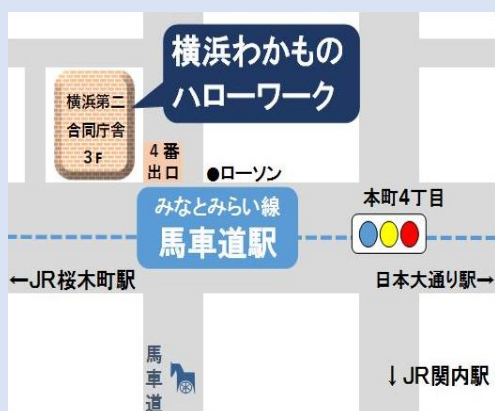 横浜わかもの
ハローワーク
横浜第二
合同庁舎
3F
4番
出口
●ローソン
みなとみらい線
馬車道駅
本町4丁目
←JR桜木町駅
日本大通り駅→
馬車道
↓JR関内駅